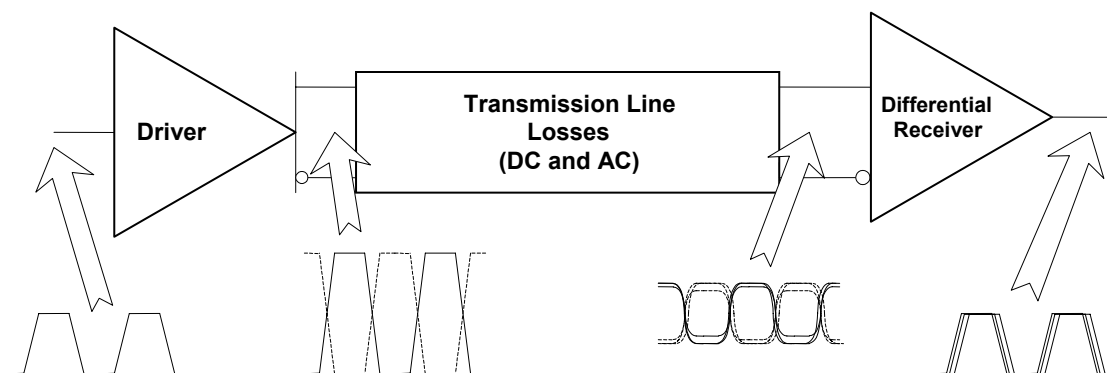 Driver
Transmission Line
Losses
(DC and AC)
Differential
Receiver